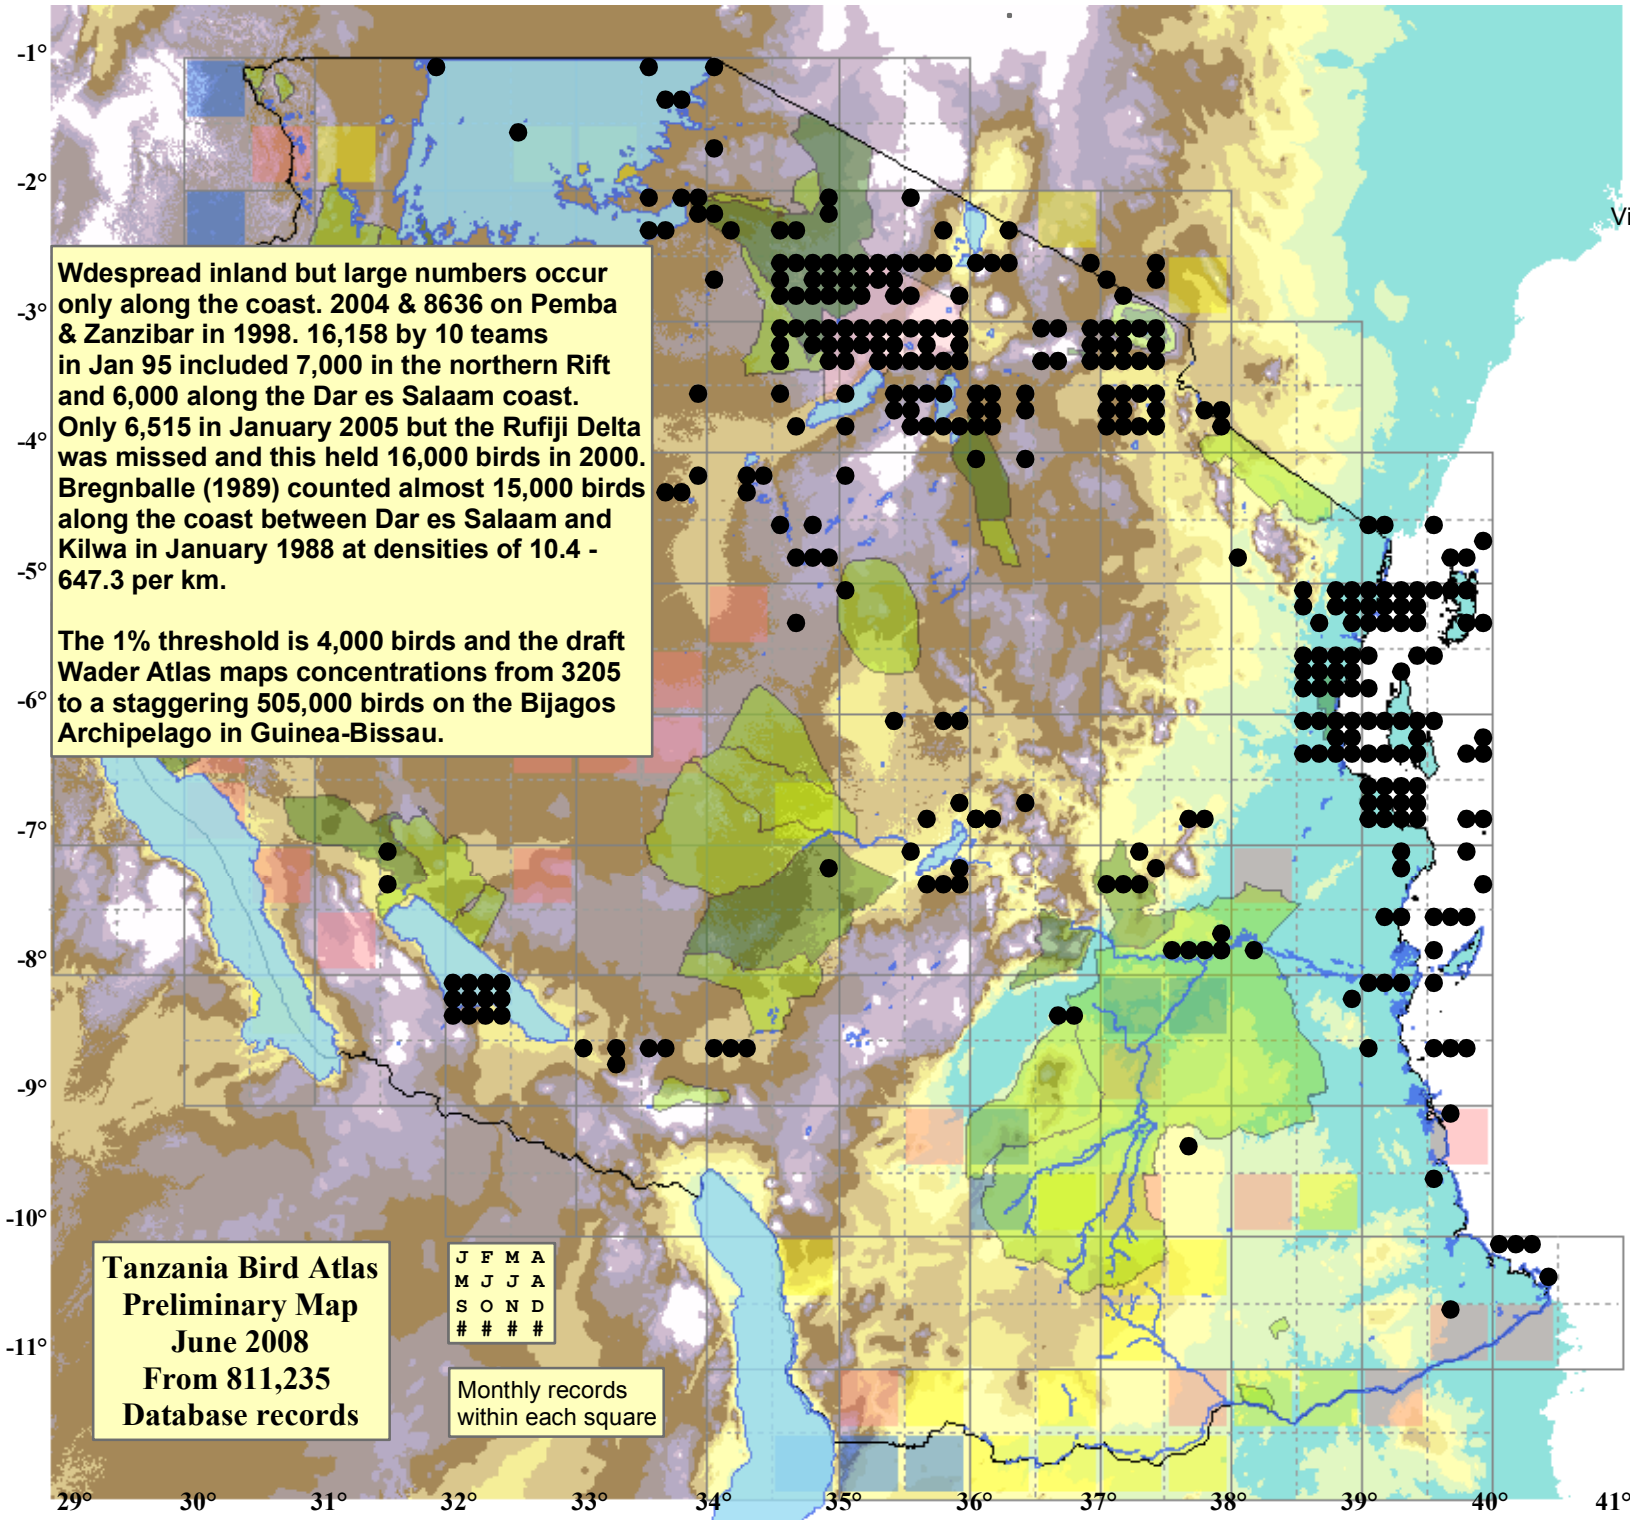 -1°
-2°
Vi
Wdespread inland but large numbers occur
only along the coast. 2004 & 8636 on Pemba
& Zanzibar in 1998. 16,158 by 10 teams
in Jan 95 included 7,000 in the northern Rift
and 6,000 along the Dar es Salaam coast.
Only 6,515 in January 2005 but the Rufiji Delta
was missed and this held 16,000 birds in 2000.
Bregnballe (1989) counted almost 15,000 birds
along the coast between Dar es Salaam and
Kilwa in January 1988 at densities of 10.4 -
647.3 per km.
The 1% threshold is 4,000 birds and the draft
Wader Atlas maps concentrations from 3205
to a staggering 505,000 birds on the Bijagos
Archipelago in Guinea-Bissau.
-3°
-4°
-5°
-6°
-7°
-8°
-9°
-10°
-11°
Tanzania Bird Atlas
Preliminary Map
June 2008
From 811,235
Database records
J F M A
M J J A
S O N D
# # # #
Monthly records
within each square
29° 30° 31° 32° 33° 34° 35° 36° 37° 38° 39° 40° 41°